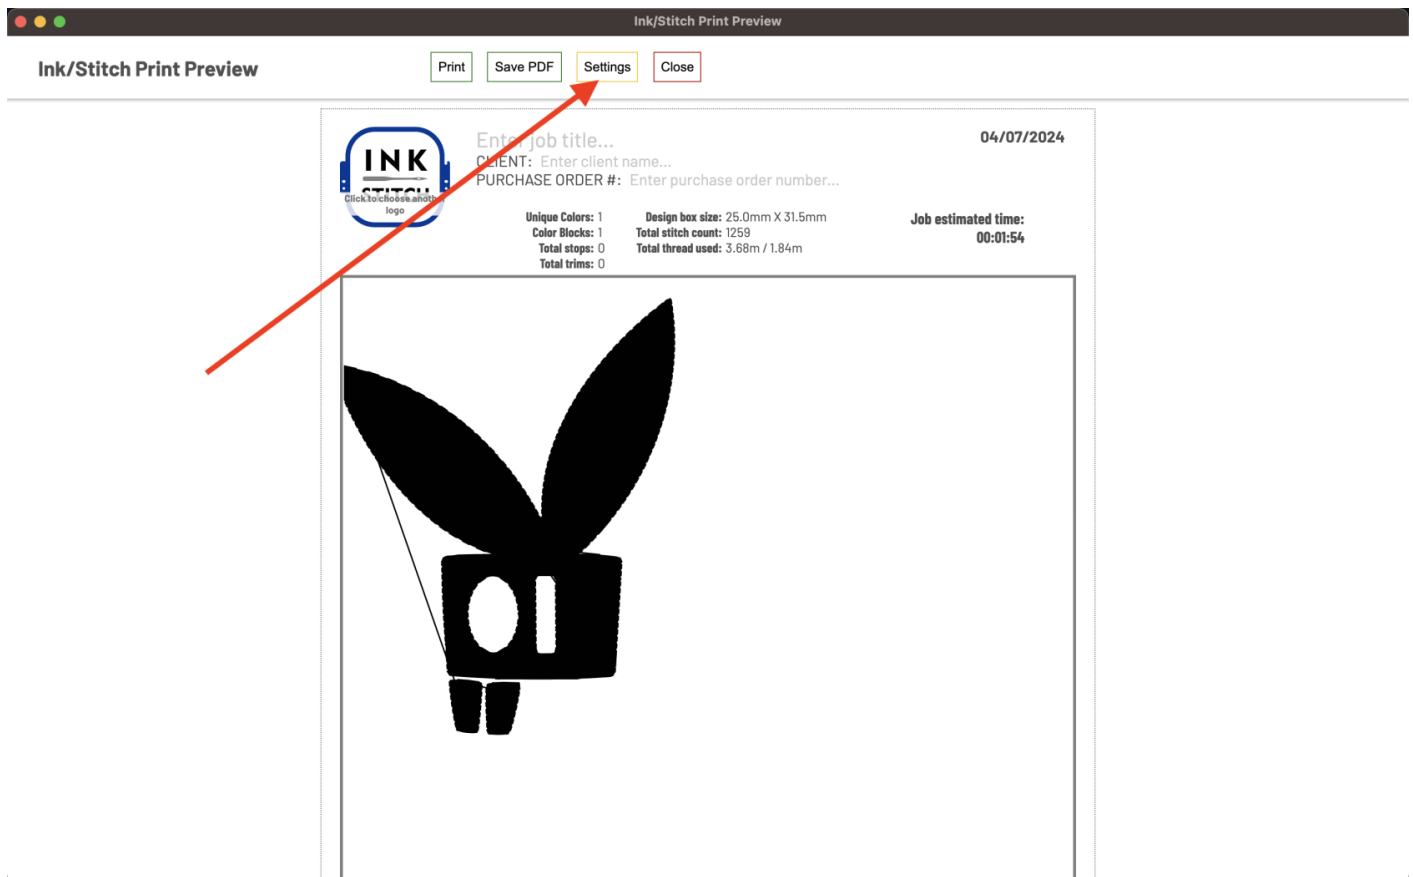 Ink/Stitch Print Preview
Ink/Stitch Print Preview
Print
Save PDF
Settings
Close
INK
STITCH
Click to choose another
logo
Enter job title...
CLIENT: Enter client name...
PURCHASE ORDER #: Enter purchase order number...
04/07/2024
Unique Colors: 1
Color Blocks: 1
Total stops: 0
Total trims: 0
Design box size: 25.0mm X 31.5mm
Total stitch count: 1259
Total thread used: 3.68m / 1.84m
Job estimated time:
00:01:54